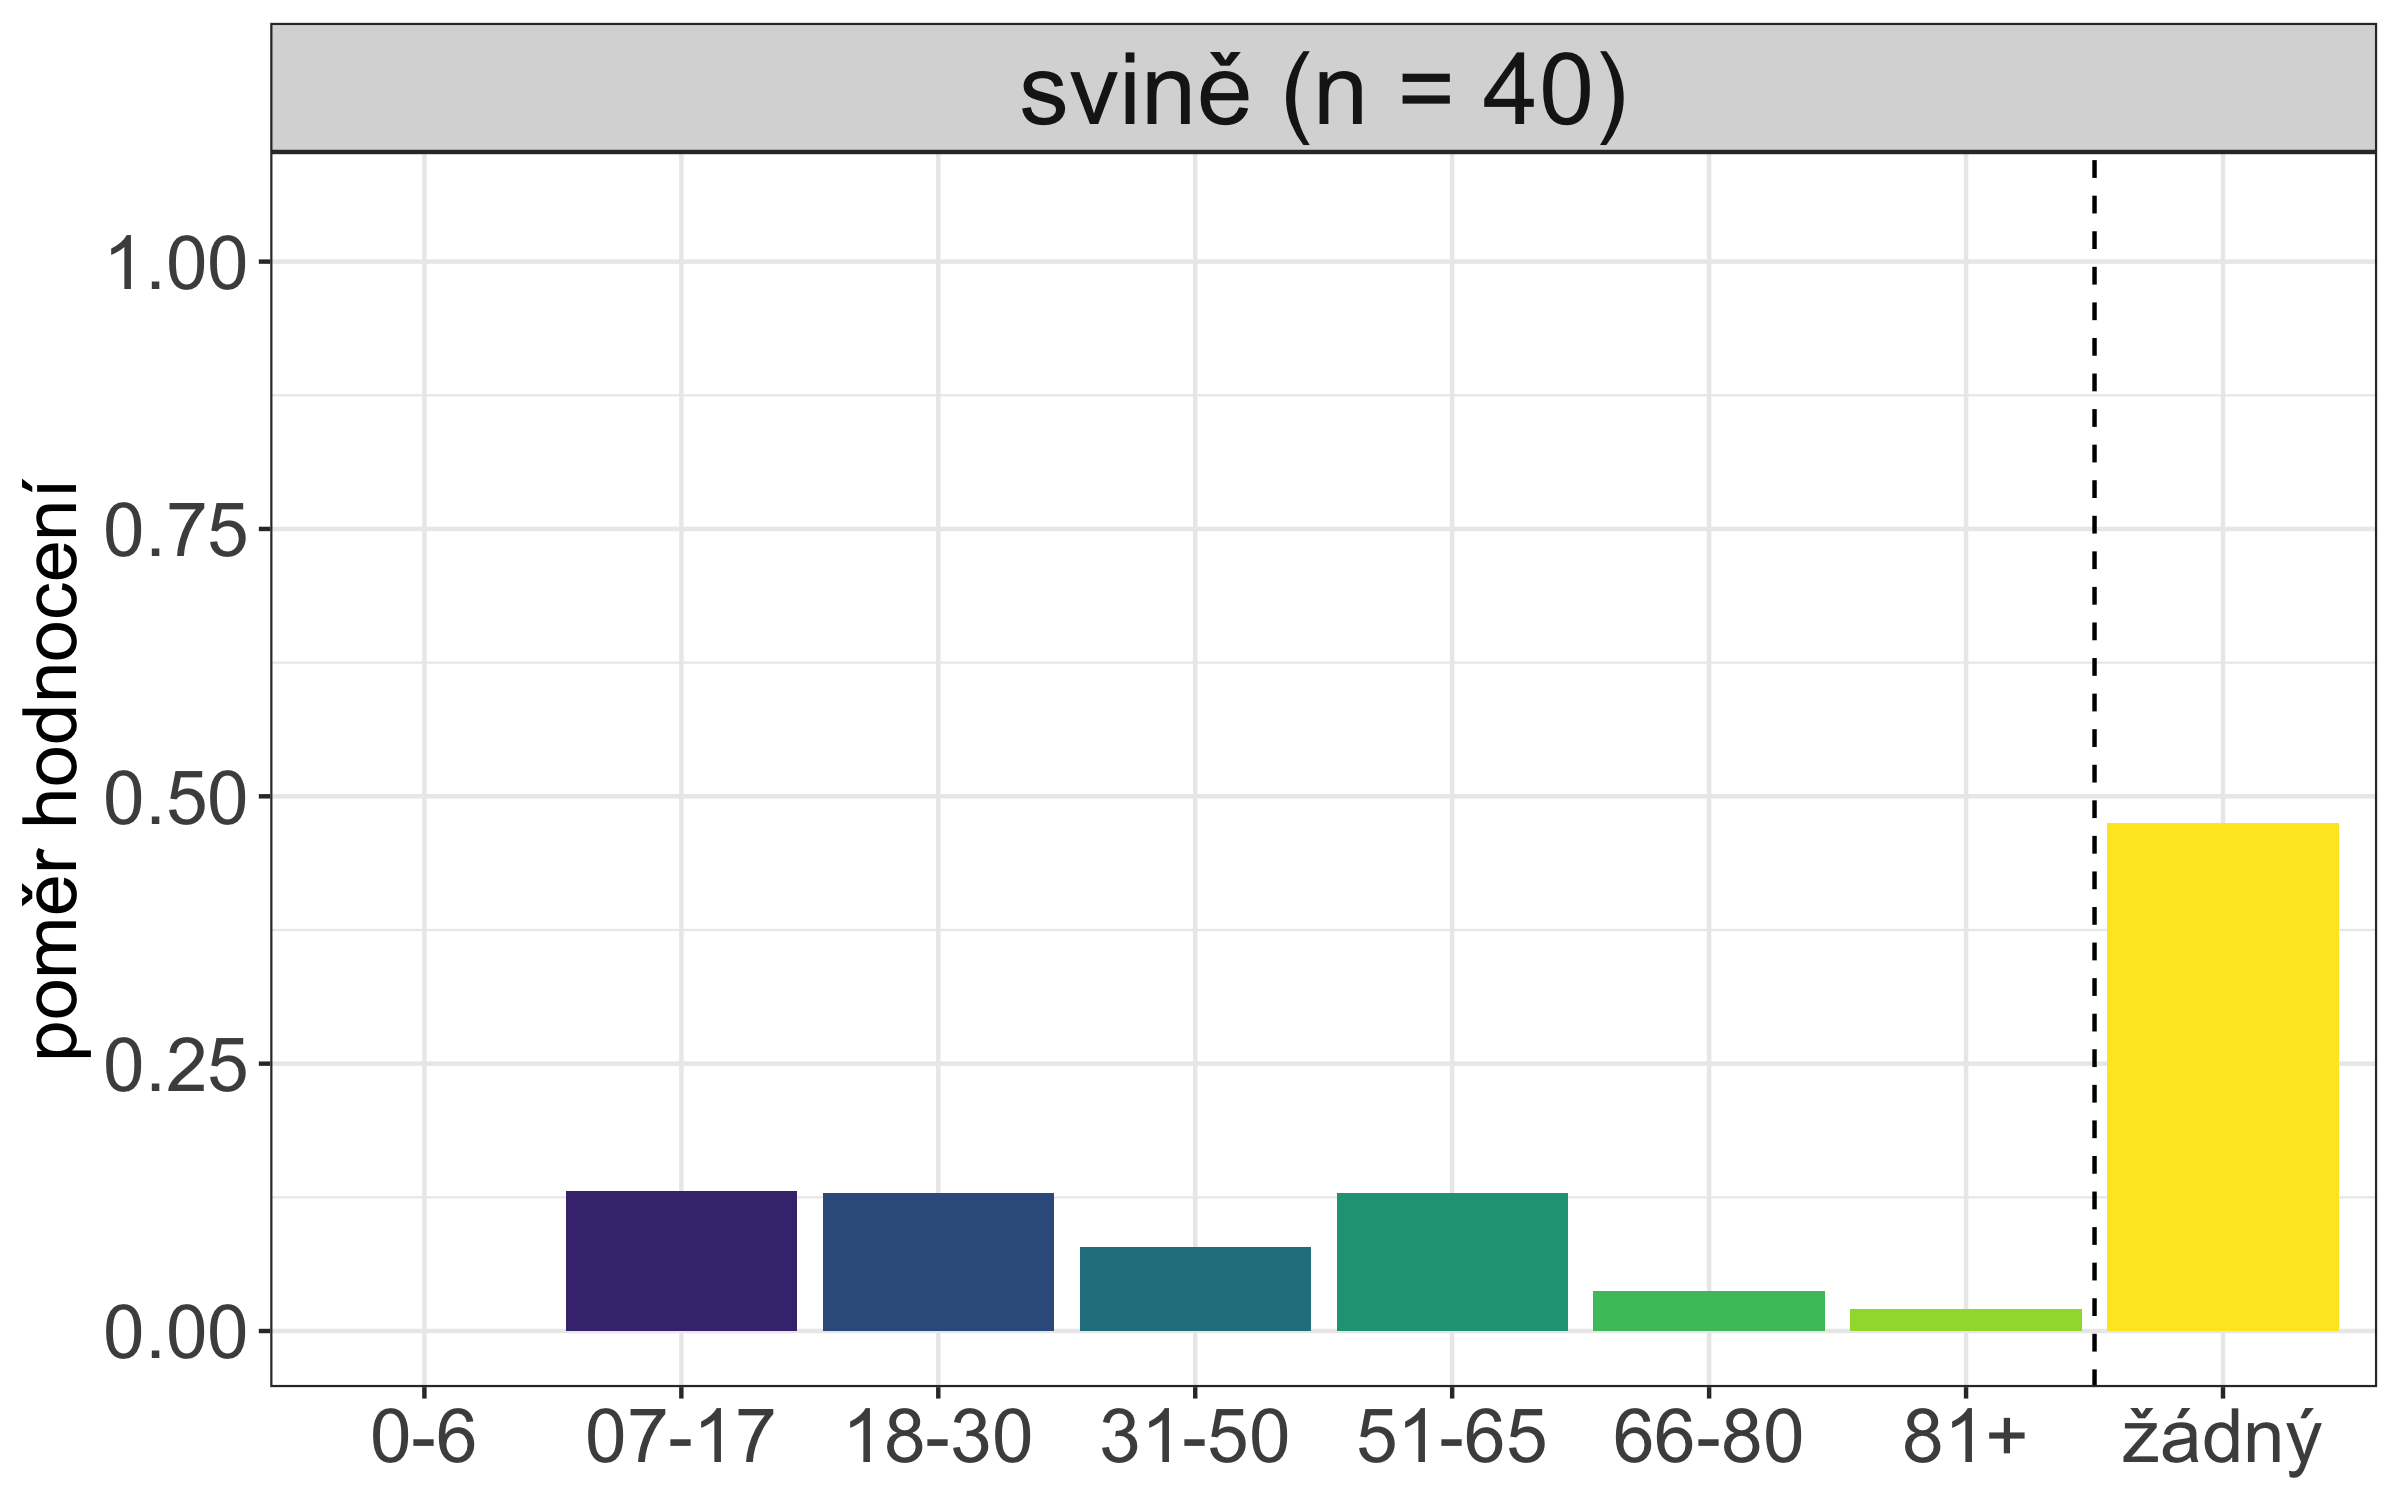 svině (n = 40)
poměr hodnocení
1.00
0.75
0.50
0.25
0.00
0-6 07-17 18-30 31-50 51-65 66-80 81+ žádný